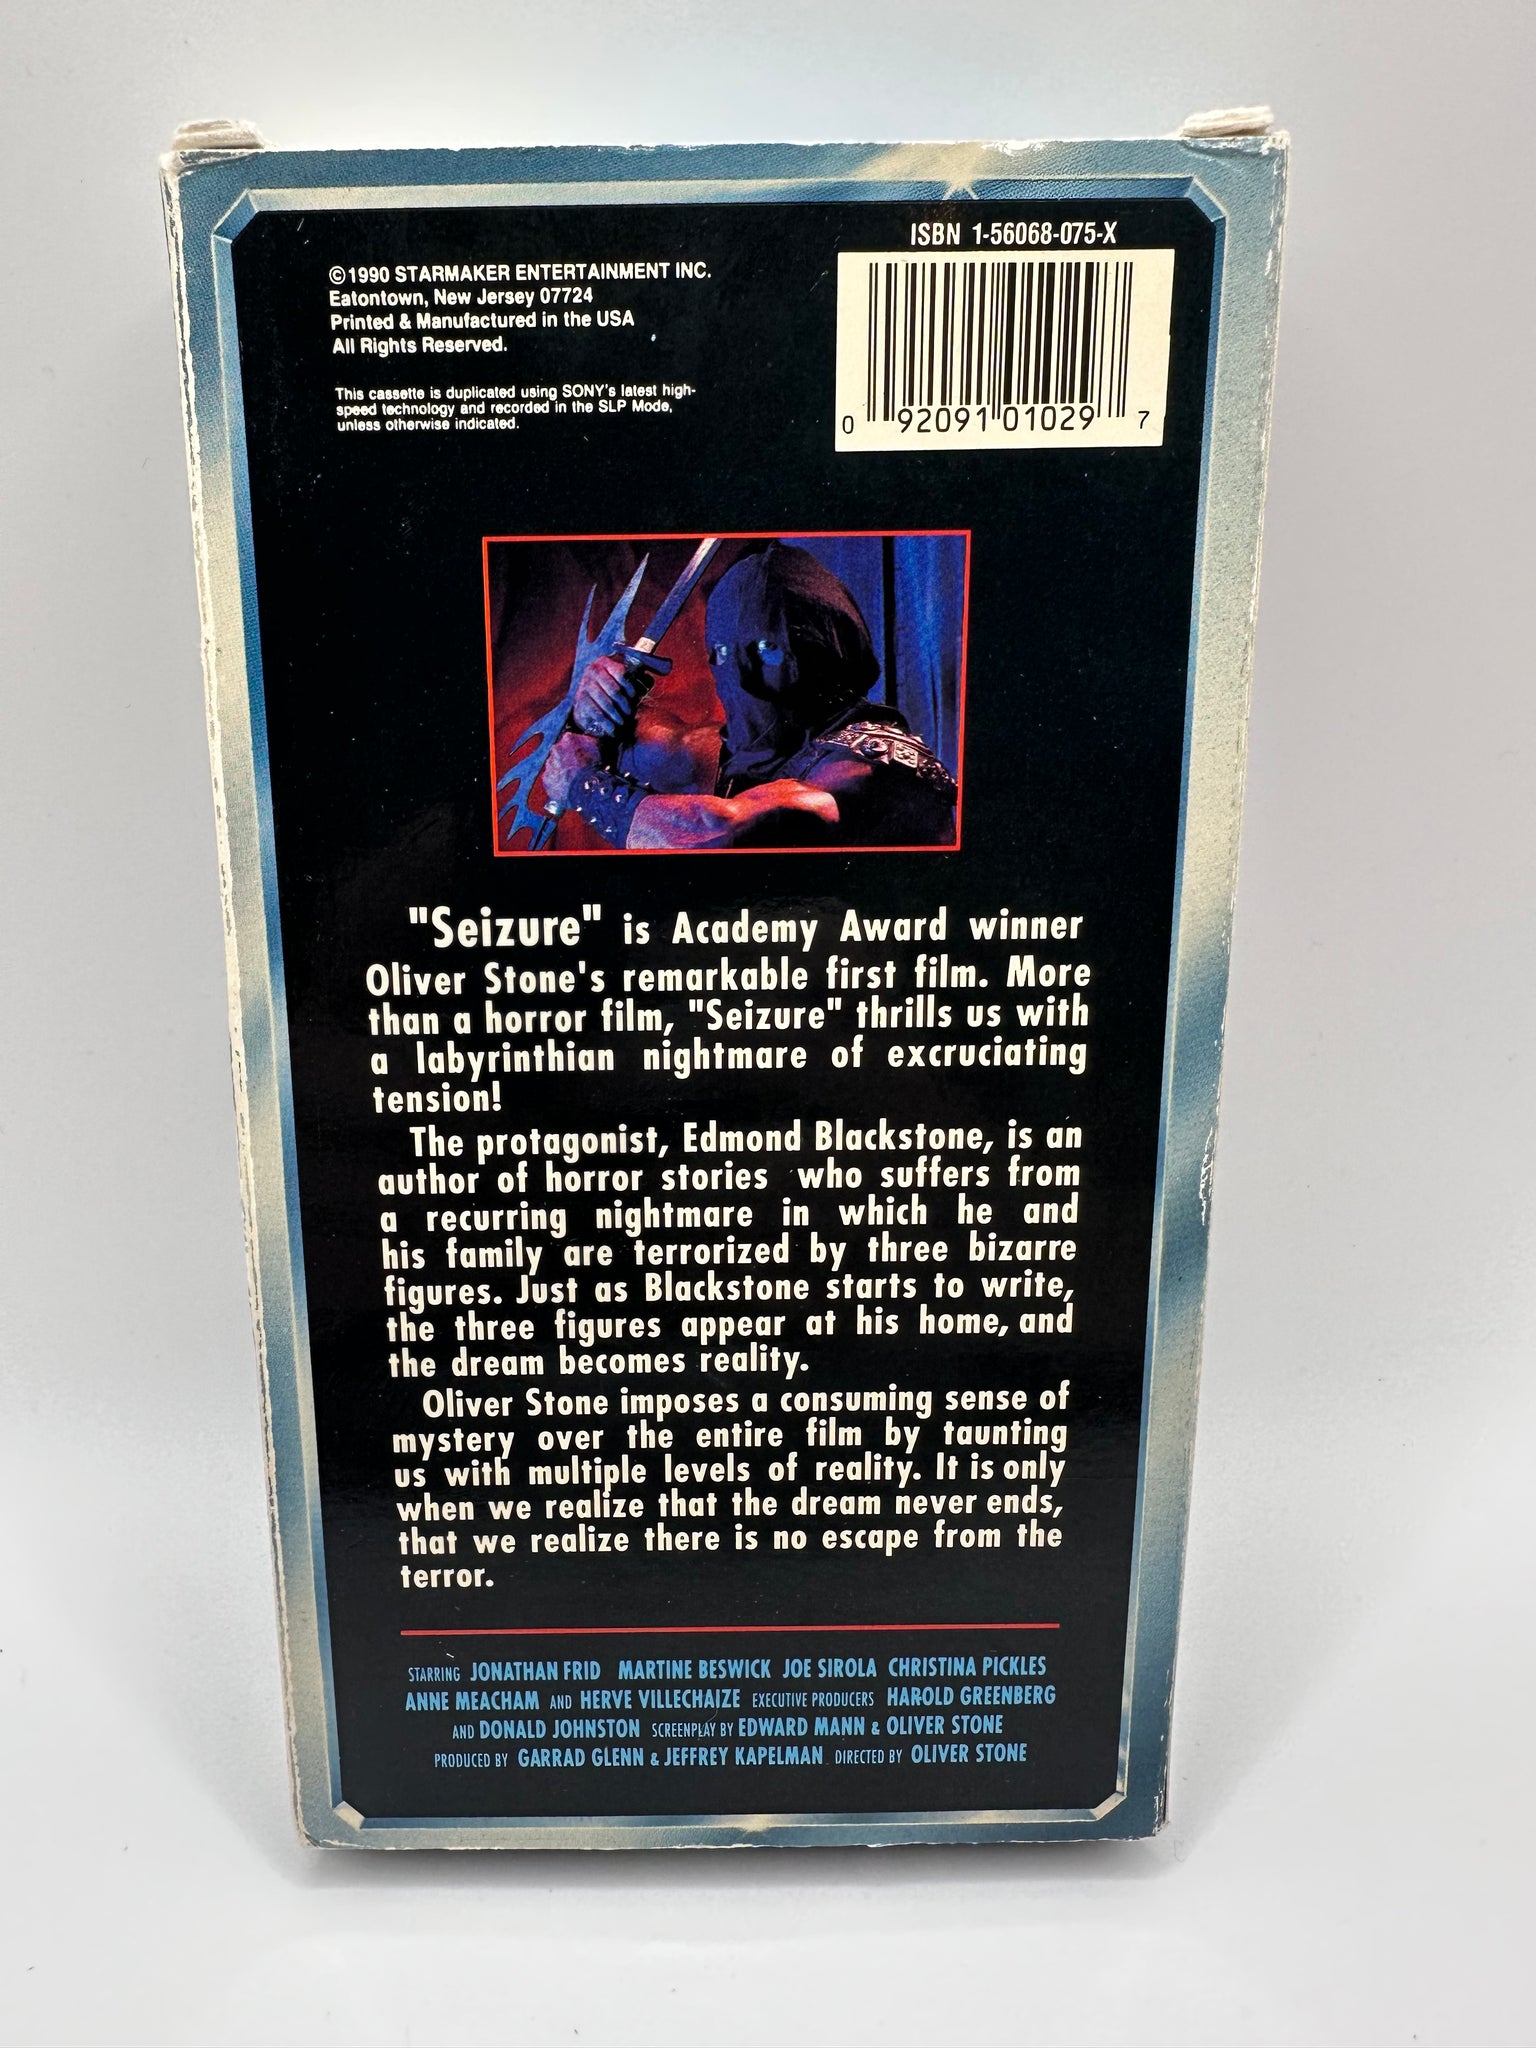 ISBN 1-56068-075-X
©1990 STARMAKER ENTERTAINMENT INC.
Eatontown, New Jersey 07724
Printed & Manufactured in the USA
All Rights Reserved.
This cassette is duplicated using SONY's latest high-
speed technology and recorded in the SLP Mode,
unless otherwise indicated.
0 92091 01029 7
"Seizure" is Academy Award winner
Oliver Stone's remarkable first film. More
than a horror film, "Seizure" thrills us with
a labyrinthian nightmare of excruciating
tension!
The protagonist, Edmond Blackstone, is an
author of horror stories who suffers from
a recurring nightmare in which he and
his family are terrorized by three bizarre
figures. Just as Blackstone starts to write,
the three figures appear at his home, and
the dream becomes reality.
Oliver Stone imposes a consuming sense of
mystery over the entire film by taunting
us with multiple levels of reality. It is only
when we realize that the dream never ends,
that we realize there is no escape from the
terror.
STARRING JONATHAN FRID MARTINE BESWICK JOE SIROLA CHRISTINA PICKLES
ANNE MEACHAM AND HERVE VILLECHAIZE EXECUTIVE PRODUCERS HAROLD GREENBERG
AND DONALD JOHNSTON SCREENPLAY BY EDWARD MANN & OLIVER STONE
PRODUCED BY GARRAD GLENN & JEFFREY KAPELMAN DIRECTED BY OLIVER STONE